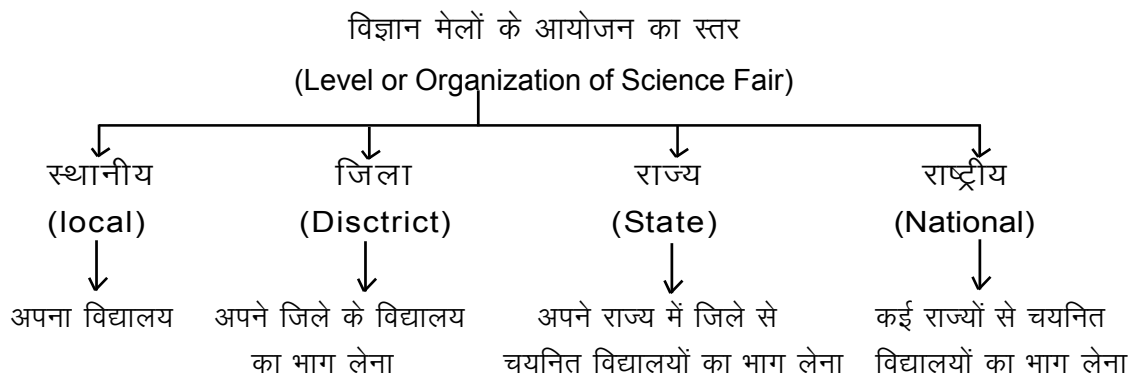 विज्ञान मेलों के आयोजन का स्तर
(Level or Organization of Science Fair)
स्थानीय
(local)
अपना विद्यालय
जिला
(Disctrict)
अपने जिले के विद्यालय
का भाग लेना
राज्य
(State)
अपने राज्य में जिले से
चयनित विद्यालयों का भाग लेना
राष्ट्रीय
(National)
कई राज्यों से चयनित
विद्यालयों का भाग लेना